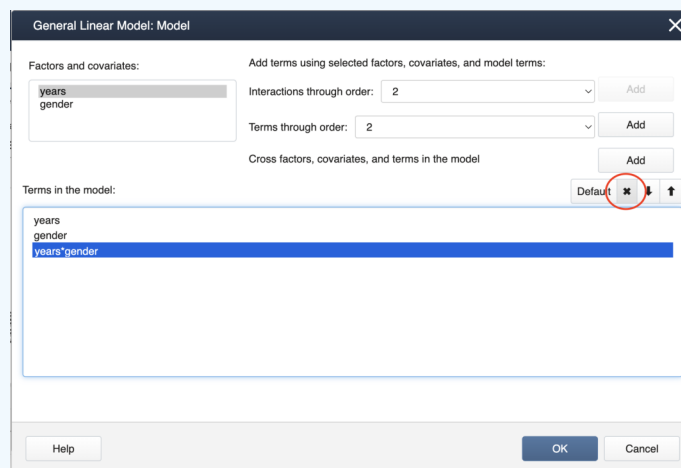 General Linear Model: Model
Factors and covariates:
years
gender
Add terms using selected factors, covariates, and model terms:
Interactions through order: 2 Add
Terms through order: 2 Add
Cross factors, covariates, and terms in the model Add
Terms in the model:
Default
years
gender
years*gender
Help OK Cancel